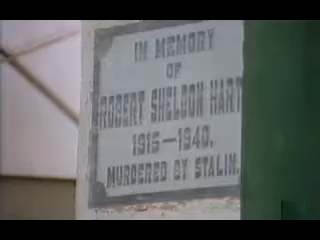 IN MEMORY
OF
ROBERT SHELDON HART
1915-1940.
MURDERED BY STALIN.